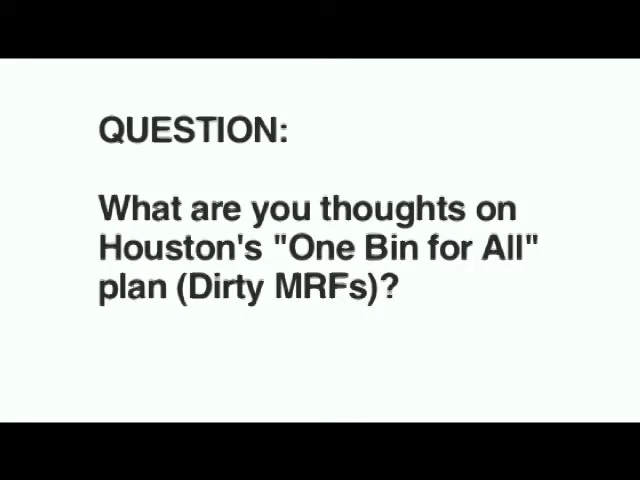 QUESTION:
What are you thoughts on
Houston's "One Bin for All"
plan (Dirty MRFs)?